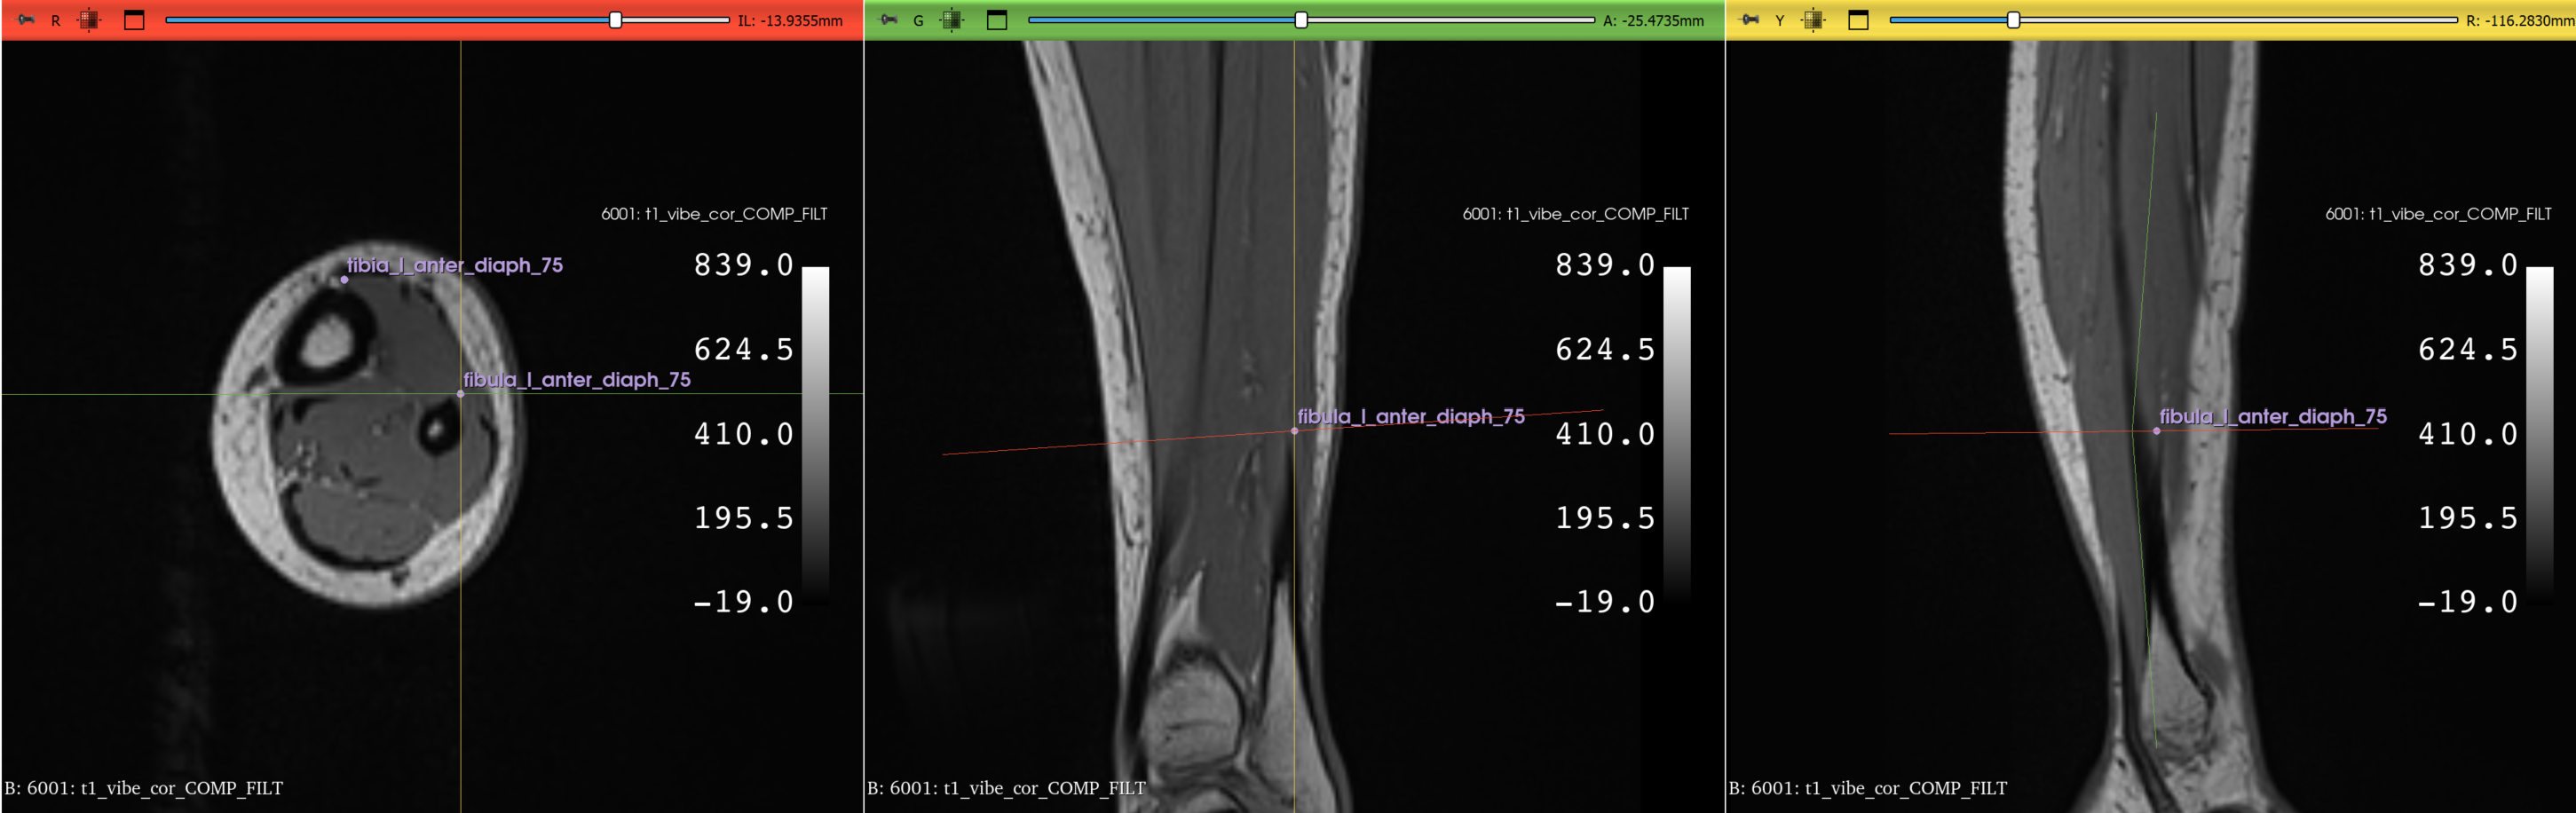 R IL: -13.9355mm
G A: -25.4735mm
Y R: -116.2830mm
6001: t1_vibe_cor_COMP_FILT
839.0
624.5
410.0
195.5
-19.0
tibia_l_anter_diaph_75
fibula_l_anter_diaph_75
B: 6001: t1_vibe_cor_COMP_FILT
6001: t1_vibe_cor_COMP_FILT
839.0
624.5
410.0
195.5
-19.0
fibula_l_anter_diaph_75
B: 6001: t1_vibe_cor_COMP_FILT
6001: t1_vibe_cor_COMP_FILT
839.0
624.5
410.0
195.5
-19.0
fibula_l_anter_diaph_75
B: 6001: t1_vibe_cor_COMP_FILT